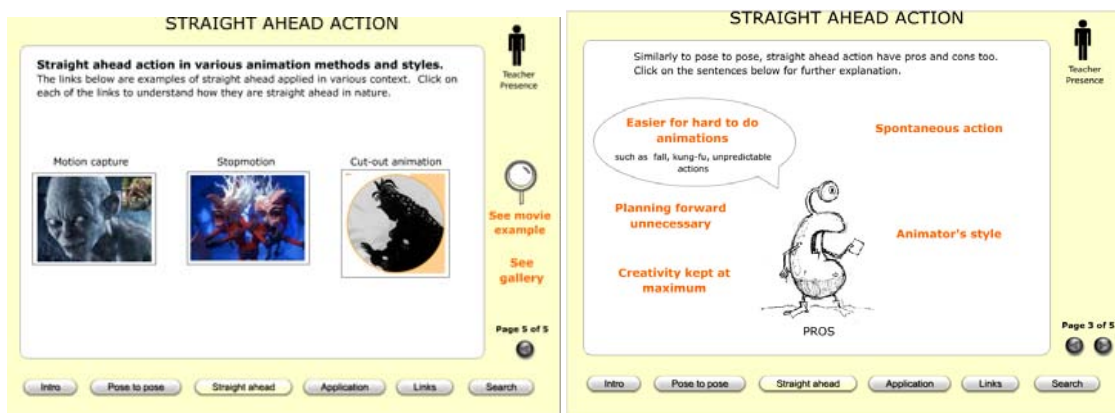 STRAIGHT AHEAD ACTION
Straight ahead action in various animation methods and styles.
The links below are examples of straight ahead applied in various context. Click on
each of the links to understand how they are straight ahead in nature.
Teacher
Presence
Motion capture
Stopmotion
Cut-out animation
See movie
example
See
gallery
Page 5 of 5
Intro
Pose to pose
Straight ahead
Application
Links
Search
STRAIGHT AHEAD ACTION
Similarly to pose to pose, straight ahead action have pros and cons too.
Click on the sentences below for further explanation.
Teacher
Presence
Easier for hard to do
animations
such as fall, kung-fu, unpredictable
actions
Spontaneous action
Planning forward
unnecessary
Animator's style
Creativity kept at
maximum
PROS
Page 3 of 5
Intro
Pose to pose
Straight ahead
Application
Links
Search